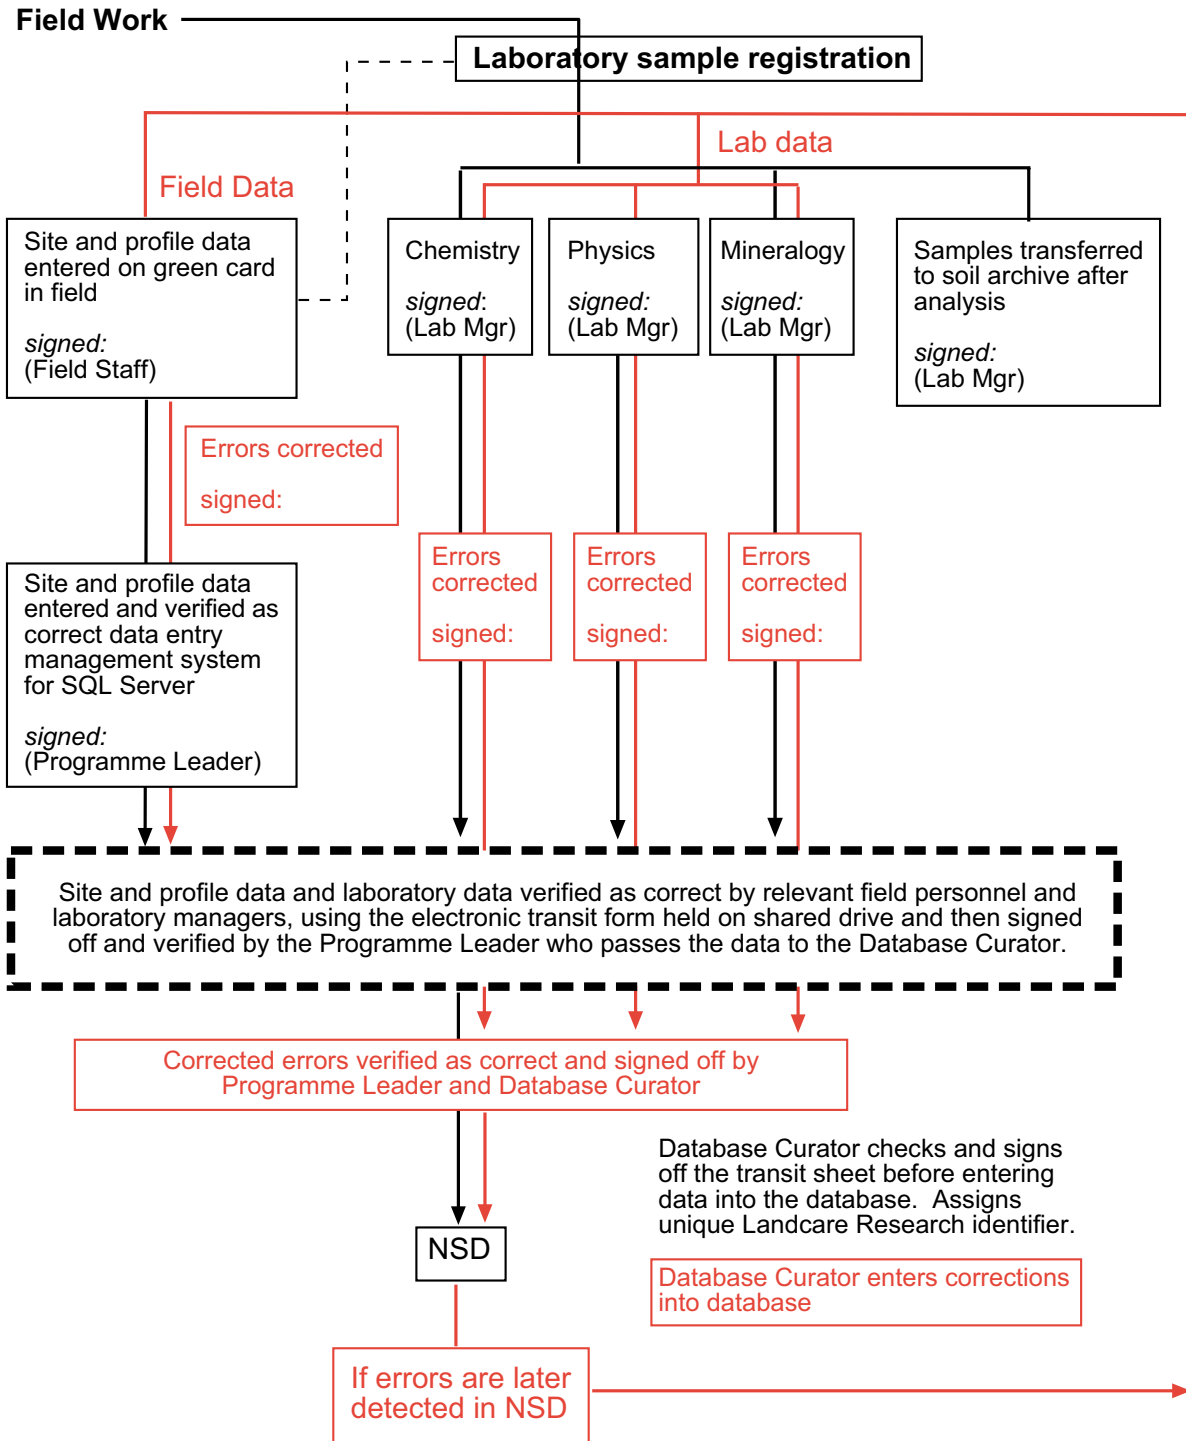 Field Work
Laboratory sample registration
Lab data
Field Data
Site and profile data
entered on green card
in field
signed:
(Field Staff)
Chemistry
signed:
(Lab Mgr)
Physics
signed:
(Lab Mgr)
Mineralogy
signed:
(Lab Mgr)
Samples transferred
to soil archive after
analysis
signed:
(Lab Mgr)
Errors corrected
signed:
Errors
corrected
signed:
Errors
corrected
signed:
Errors
corrected
signed:
Site and profile data
entered and verified as
correct data entry
management system
for SQL Server
signed:
(Programme Leader)
Site and profile data and laboratory data verified as correct by relevant field personnel and
laboratory managers, using the electronic transit form held on shared drive and then signed
off and verified by the Programme Leader who passes the data to the Database Curator.
Corrected errors verified as correct and signed off by
Programme Leader and Database Curator
Database Curator checks and signs
off the transit sheet before entering
data into the database.  Assigns
unique Landcare Research identifier.
NSD
Database Curator enters corrections
into database
If errors are later
detected in NSD